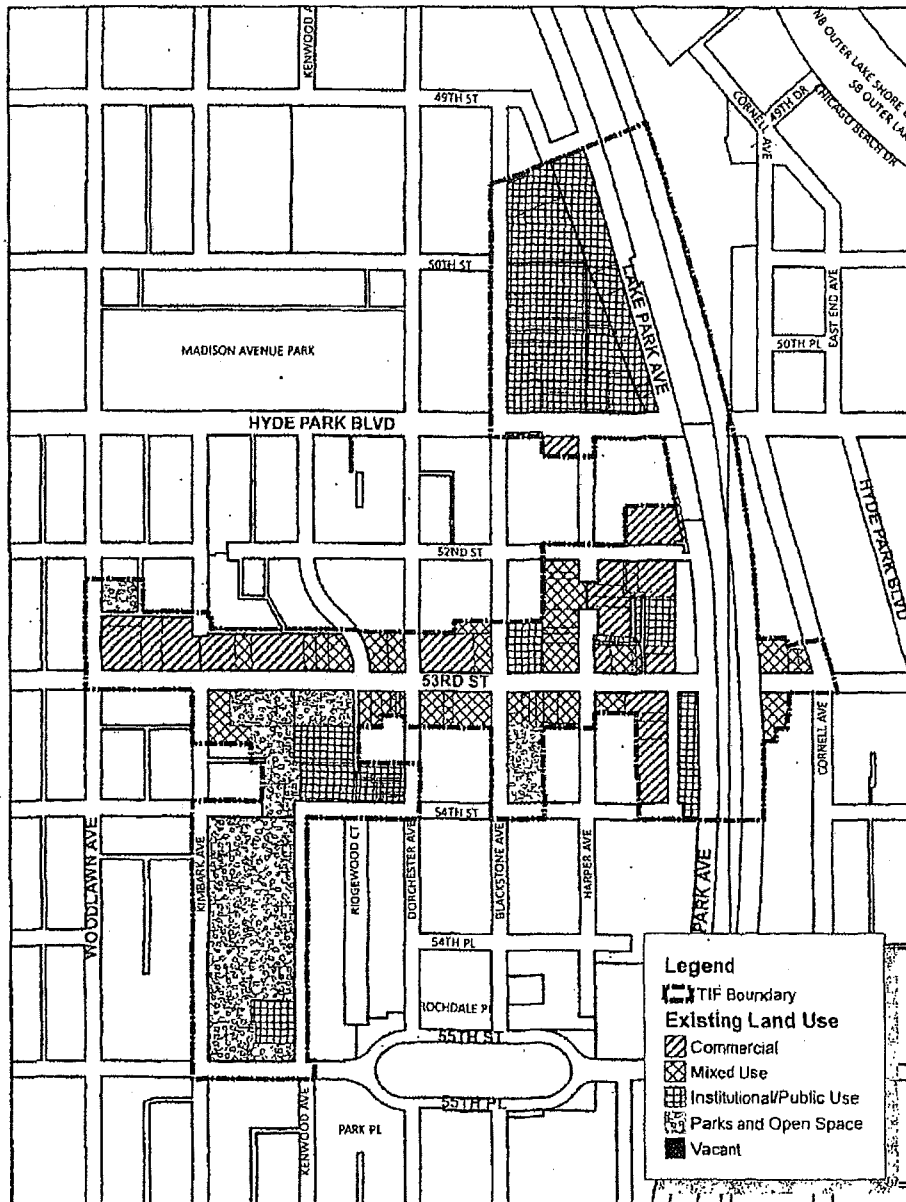 KENWOOD A
NB OUTER LAKE SHORE
SB OUTER LAK
49TH ST
CORNELL AVE
49TH DR
CHICAGO BEACH DR
50TH ST
LAKE PARK AVE
EAST END AVE
50TH PL
MADISON AVENUE PARK
HYDE PARK BLVD
HYDE PARK BLVD
52ND ST
53RD ST
CORNELL AVE
54TH ST
WOODLAWN AVE
KIMBARK AVE
RIDGEWOOD CT
DORCHESTER AVE
BLACKSTONE AVE
HARPER AVE
PARK AVE
54TH PL
ROCHDALE PL
55TH ST
55TH PL
KENWOOD AVE
PARK PL
Legend
TIF Boundary
Existing Land Use
Commercial
Mixed Use
Institutional/Public Use
Parks and Open Space
Vacant